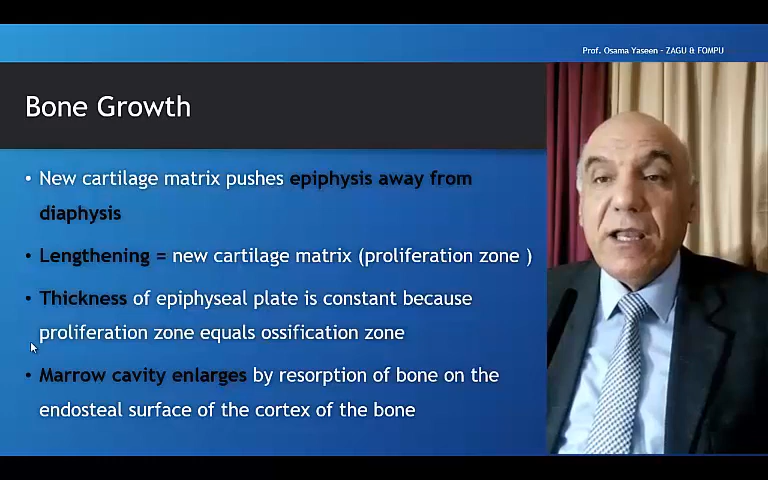 Prof. Osama Yaseen - ZAGU & FOMPU
Bone Growth
• New cartilage matrix pushes epiphysis away from
diaphysis
• Lengthening = new cartilage matrix (proliferation zone )
• Thickness of epiphyseal plate is constant because
proliferation zone equals ossification zone
• Marrow cavity enlarges by resorption of bone on the
endosteal surface of the cortex of the bone